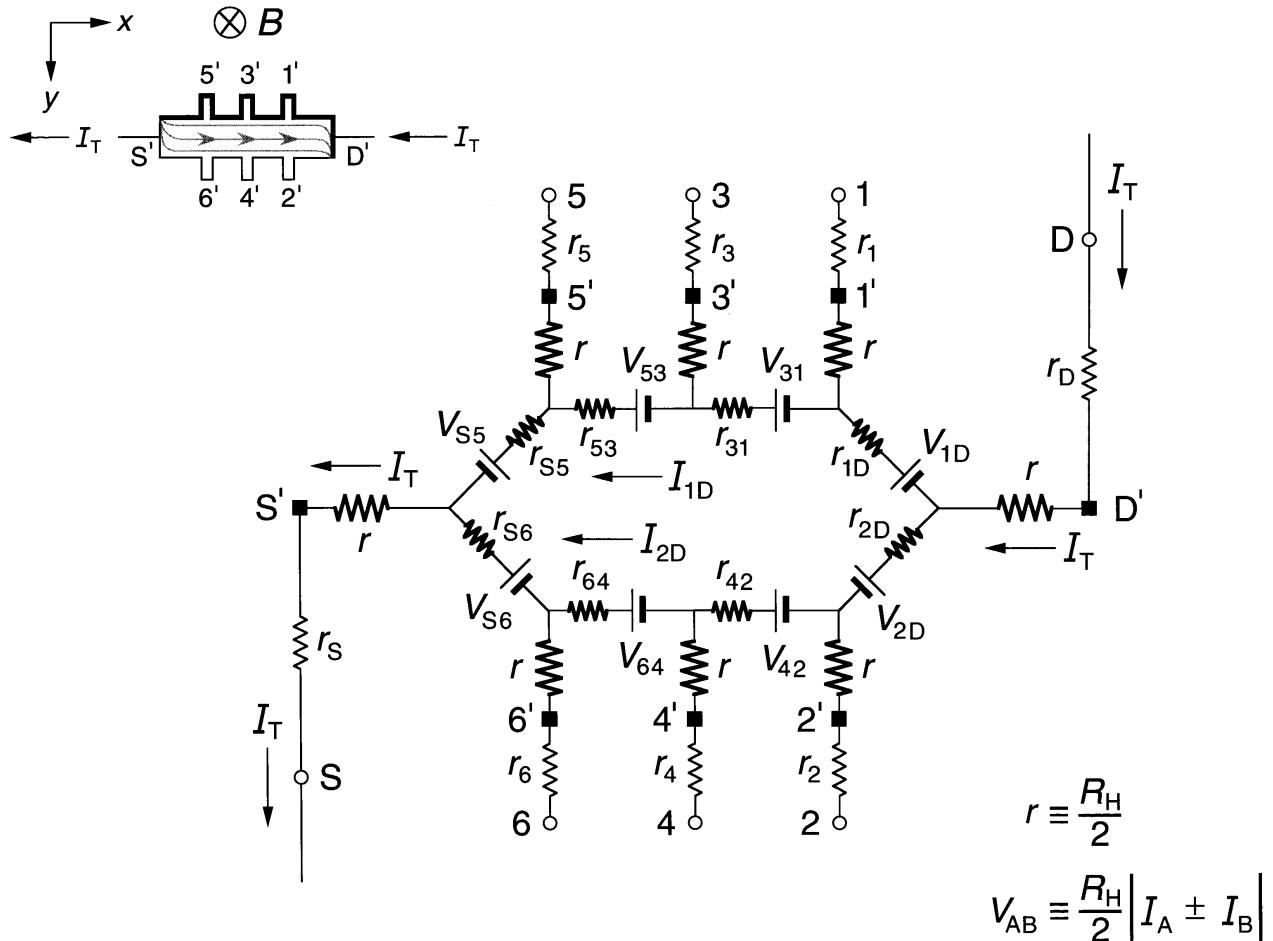 x
B
y
5' 3' 1'
I_T
S'
D'
I_T
6' 4' 2'
5 3 1
I_T
r_5 r_3 r_1
D
5' 3' 1'
r r r
V_53 V_31
r_D
V_S5
r_S5 r_53 r_31 r_1D V_1D
I_T
I_1D
r
S'
D'
r
r_S6 r_2D
I_2D
I_T
r_64 r_42
V_S6
V_2D
V_64 V_42
r r r
r_S
6' 4' 2'
I_T
r_6 r_4 r_2
S
6 4 2
r ≡ R_H/2
V_AB ≡ R_H/2 |I_A ± I_B|